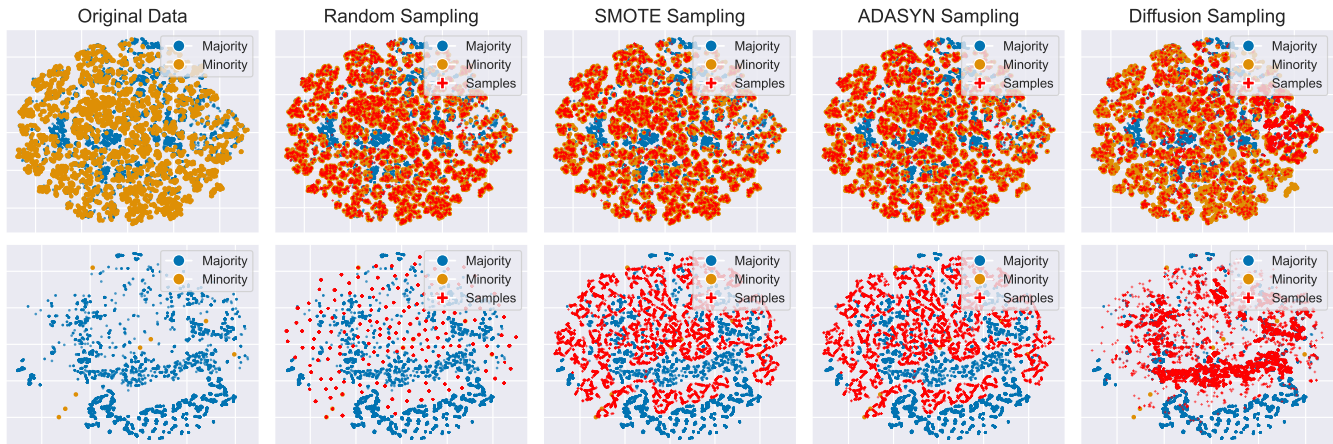 Original Data
Random Sampling
SMOTE Sampling
ADASYN Sampling
Diffusion Sampling
Majority
Minority
Majority
Minority
Samples
Majority
Minority
Samples
Majority
Minority
Samples
Majority
Minority
Samples
Majority
Minority
Majority
Minority
Samples
Majority
Minority
Samples
Majority
Minority
Samples
Majority
Minority
Samples